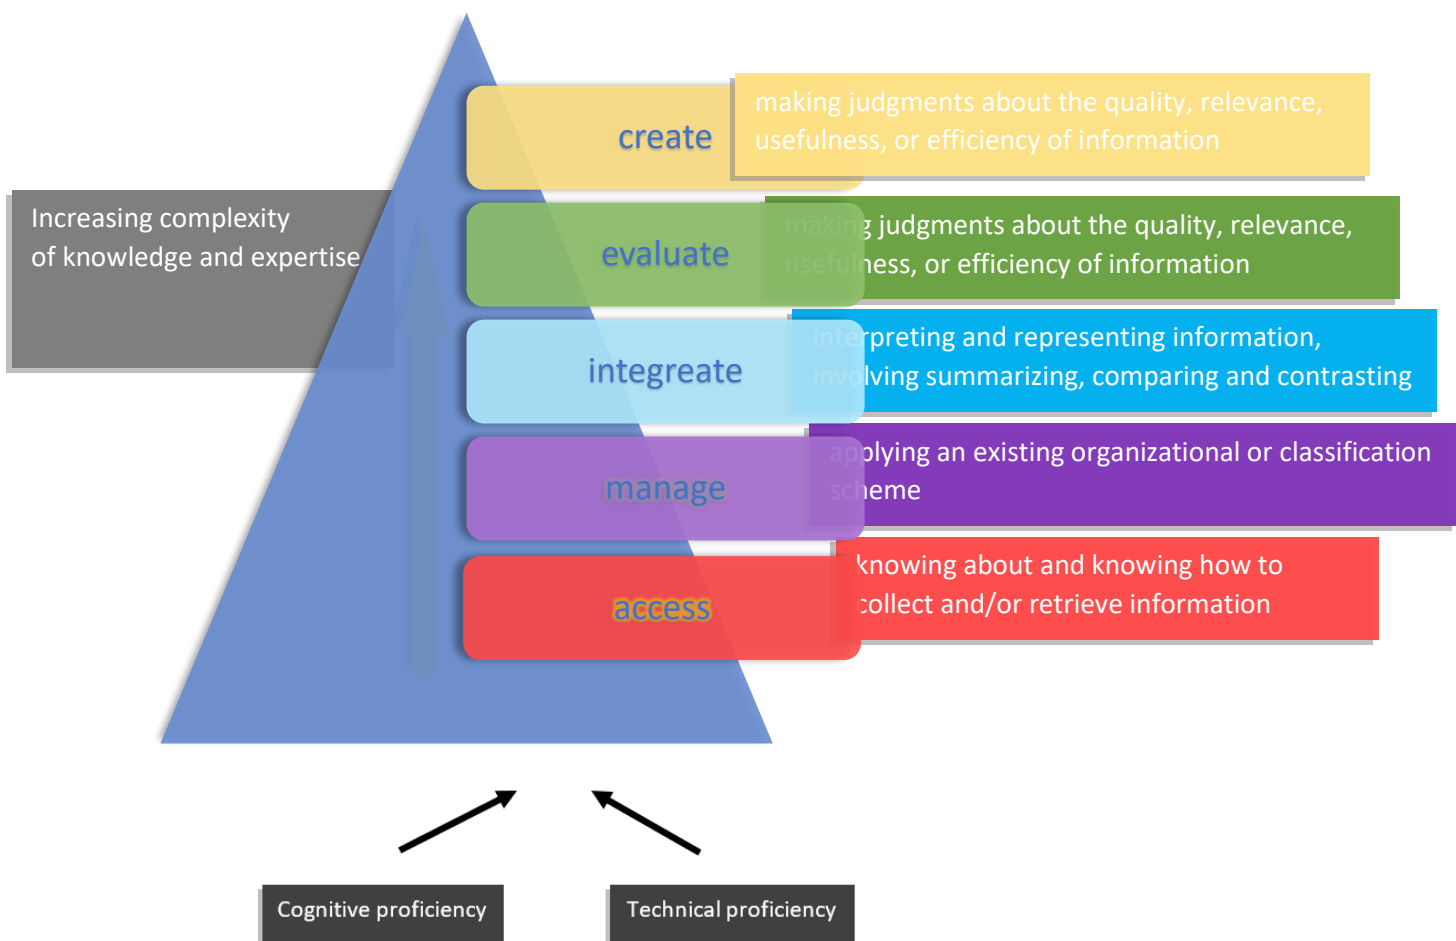 create
making judgments about the quality, relevance,
usefulness, or efficiency of information
Increasing complexity
of knowledge and expertise
evaluate
making judgments about the quality, relevance,
usefulness, or efficiency of information
integreate
interpreting and representing information,
involving summarizing, comparing and contrasting
manage
applying an existing organizational or classification
scheme
access
knowing about and knowing how to
collect and/or retrieve information
Cognitive proficiency
Technical proficiency